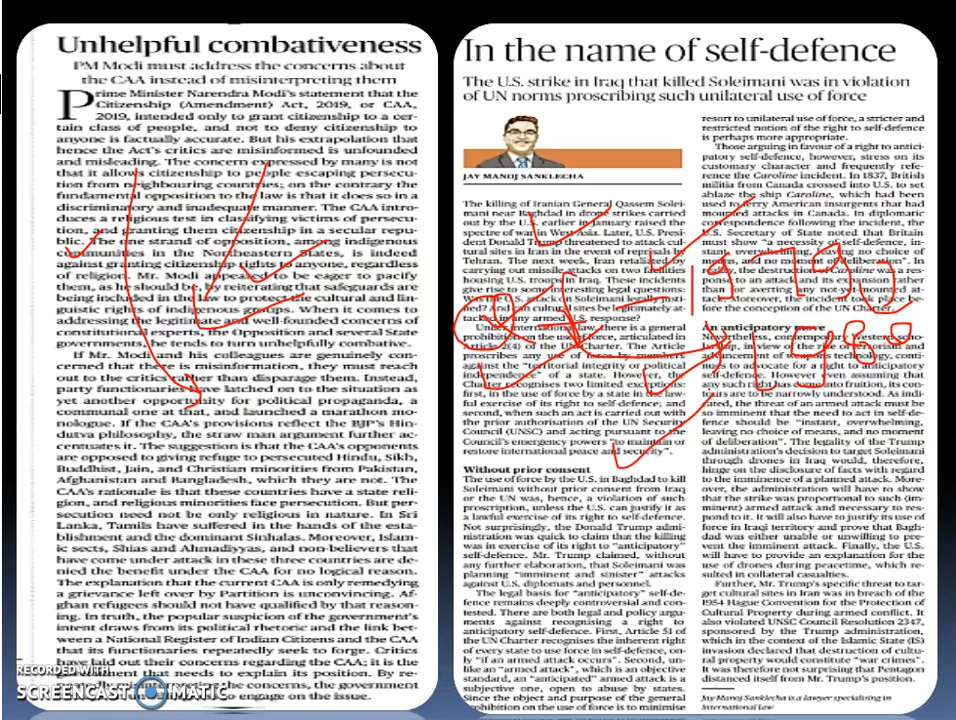 Unhelpful combativeness
PM Modi must address the concerns about
the CAA instead of misinterpreting them
Prime Minister Narendra Modi's statement that the
Citizenship (Amendment) Act, 2019, or CAA,
2019, intended only to grant citizenship to a cer-
tain class of people, and not to deny citizenship to
anyone is factually accurate. But his extrapolation that
hence the Act's critics are misinformed is unfounded
and misleading. The concern expressed by many is not
that it allows citizenship to people escaping persecu-
tion from neighbouring countries; on the contrary the
fundamental opposition to the law is that it does so in a
discriminatory and inadequate manner. The CAA intro-
duces a religious test in classifying victims of persecu-
tion, and granting them citizenship in a secular repu-
blic. The one strand of opposition, among indigenous
communities in the Northeastern States, is indeed
against granting citizenship rights to anyone, regardless
of religion. Mr. Modi appeared to be eager to pacify
them, as he should be, by reiterating that safeguards are
being included in the law to protect the cultural and lin-
guistic rights of indigenous groups. When it comes to
addressing the legitimate and well-founded concerns of
constitutional experts, the Opposition and several State
governments, he tends to turn unhelpfully combative.
If Mr. Modi and his colleagues are genuinely con-
cerned that there is misinformation, they must reach
out to the critics rather than disparage them. Instead,
party functionaries have latched on to the situation as
yet another opportunity for political propaganda, a
communal one at that, and launched a marathon mo-
nologue. If the CAA's provisions reflect the BJP's Hin-
dutva philosophy, the straw man argument further ac-
centuates it. The suggestion is that the CAA's opponents
are opposed to giving refuge to persecuted Hindu, Sikh,
Buddhist, Jain, and Christian minorities from Pakistan,
Afghanistan and Bangladesh, which they are not. The
CAA's rationale is that these countries have a state reli-
gion, and religious minorities face persecution. But per-
secution need not be only religious in nature. In Sri
Lanka, Tamils have suffered in the hands of the esta-
blishment and the dominant Sinhalas. Moreover, Islam-
ic sects, Shias and Ahmadiyyas, and non-believers that
have come under attack in these three countries are de-
nied the benefit under the CAA for no logical reason.
The explanation that the current CAA is only remedying
a grievance left over by Partition is unconvincing. Af-
ghan refugees should not have qualified by that reason-
ing. In truth, the popular suspicion of the government's
intent draws from its political rhetoric and the link bet-
ween a National Register of Indian Citizens and the CAA
that its functionaries repeatedly seek to forge. Critics
have laid out their concerns regarding the CAA; it is the
that needs to explain its position. By re-
the concerns, the government
to engage on the issue.
RECORDED WITH
SCREENCAST MATIC
In the name of self-defence
The U.S. strike in Iraq that killed Soleimani was in violation
of UN norms proscribing such unilateral use of force
JAY MANOJ SANKLECHA
The killing of Iranian General Qassem Solei-
mani near Baghdad in drone strikes carried
out by the U.S. earlier in January raised the
spectre of war in West Asia. Later, U.S. Presi-
dent Donald Trump threatened to attack cul-
tural sites in Iran in the event of reprisals by
Tehran. The next week, Iran retaliated by
carrying out missile attacks on two facilities
housing U.S. troops in Iraq. These incidents
give rise to some interesting legal questions:
Was the U.S. attack on Soleimani legally justi-
fied? And can cultural sites be legitimately at-
tacked in any armed U.S. response?
Under international law, there is a general
prohibition on the use of force, articulated in
Article 2(4) of the UN Charter. The Article
proscribes any use of force by members
against the "territorial integrity or political
independence" of a state. However, the
Charter recognises two limited exceptions:
first, in the use of force by a state in the law-
ful exercise of its right to self-defence, and
second, when such an act is carried out with
the prior authorisation of the UN Security
Council (UNSC) and acting pursuant to the
Council's emergency powers "to maintain or
restore international peace and security".
Without prior consent
The use of force by the U.S. in Baghdad to kill
Soleimani without prior consent from Iraq
or the UN was, hence, a violation of such
proscription, unless the U.S. can justify it as
a lawful exercise of its right to self-defence.
Not surprisingly, the Donald Trump admi-
nistration was quick to claim that the killing
was in exercise of its right to "anticipatory"
self-defence. Mr. Trump claimed, without
any further elaboration, that Soleimani was
planning "imminent and sinister" attacks
against U.S. diplomats and personnel.
The legal basis for "anticipatory" self-de-
fence remains deeply controversial and con-
tested. There are both legal and policy argu-
ments against recognising a right to
anticipatory self-defence. First, Article 51 of
the UN Charter recognises the inherent right
of every state to use force in self-defence, on-
ly "if an armed attack occurs". Second, un-
like an "armed attack", which is an objective
standard, an "anticipated" armed attack is a
subjective one, open to abuse by states.
Since the object and purpose of the general
prohibition on the use of force is to minimise
resort to unilateral use of force, a stricter and
restricted notion of the right to self-defence
is perhaps more appropriate.
Those arguing in favour of a right to antici-
patory self-defence, however, stress on its
customary character and frequently refe-
rence the Caroline incident. In 1837, British
militia from Canada crossed into U.S. to set
ablaze the ship Caroline, which had been
used to ferry American insurgents that had
mounted attacks in Canada. In diplomatic
correspondence following the incident, the
U.S. Secretary of State noted that Britain
must show "a necessity of self-defence, in-
stant, overwhelming, leaving no choice of
means, and no moment of deliberation". In
the destruction of Caroline was a res-
ponse to an attack and its existence rather
than for averting any mounted at-
tack. Moreover, the incident took place be-
fore the conception of the UN Charter.
An anticipatory move
1979
1980
Nevertheless, contemporary Western scho-
larship, in view of the rise of terrorism and
advancement of weapons technology, conti-
nues to advocate for a right to anticipatory
self-defence. However even assuming that
any such right has come into fruition, its con-
tours are to be narrowly understood. As indi-
cated, the threat of an armed attack must be
so imminent that the need to act in self-de-
fence should be "instant, overwhelming,
leaving no choice of means, and no moment
of deliberation". The legality of the Trump
administration's decision to target Soleimani
through drones in Iraq would, therefore,
hinge on the disclosure of facts with regard
to the imminence of a planned attack. More-
over, the administration will have to show
that the strike was proportional to such (im-
minent) armed attack and necessary to res-
pond to it. It will also have to justify its use of
force in Iraqi territory and prove that Bagh-
dad was either unable or unwilling to pre-
vent the imminent attack. Finally, the U.S.
will have to provide an explanation for the
use of drones during peacetime, which re-
sulted in collateral casualties.
Further, Mr. Trump's specific threat to tar-
get cultural sites in Iran was in breach of the
1954 Hague Convention for the Protection of
Cultural Property during armed conflict. It
also violated UNSC Resolution 2347,
sponsored by the Trump administration,
which in the context of the Islamic State (IS)
invasion declared that destruction of cultu-
ral property would constitute "war crimes".
It was therefore not surprising that Pentagon
distanced itself from Mr. Trump's position.
Jay Manoj Sanklecha is a lawyer specialising in
international law